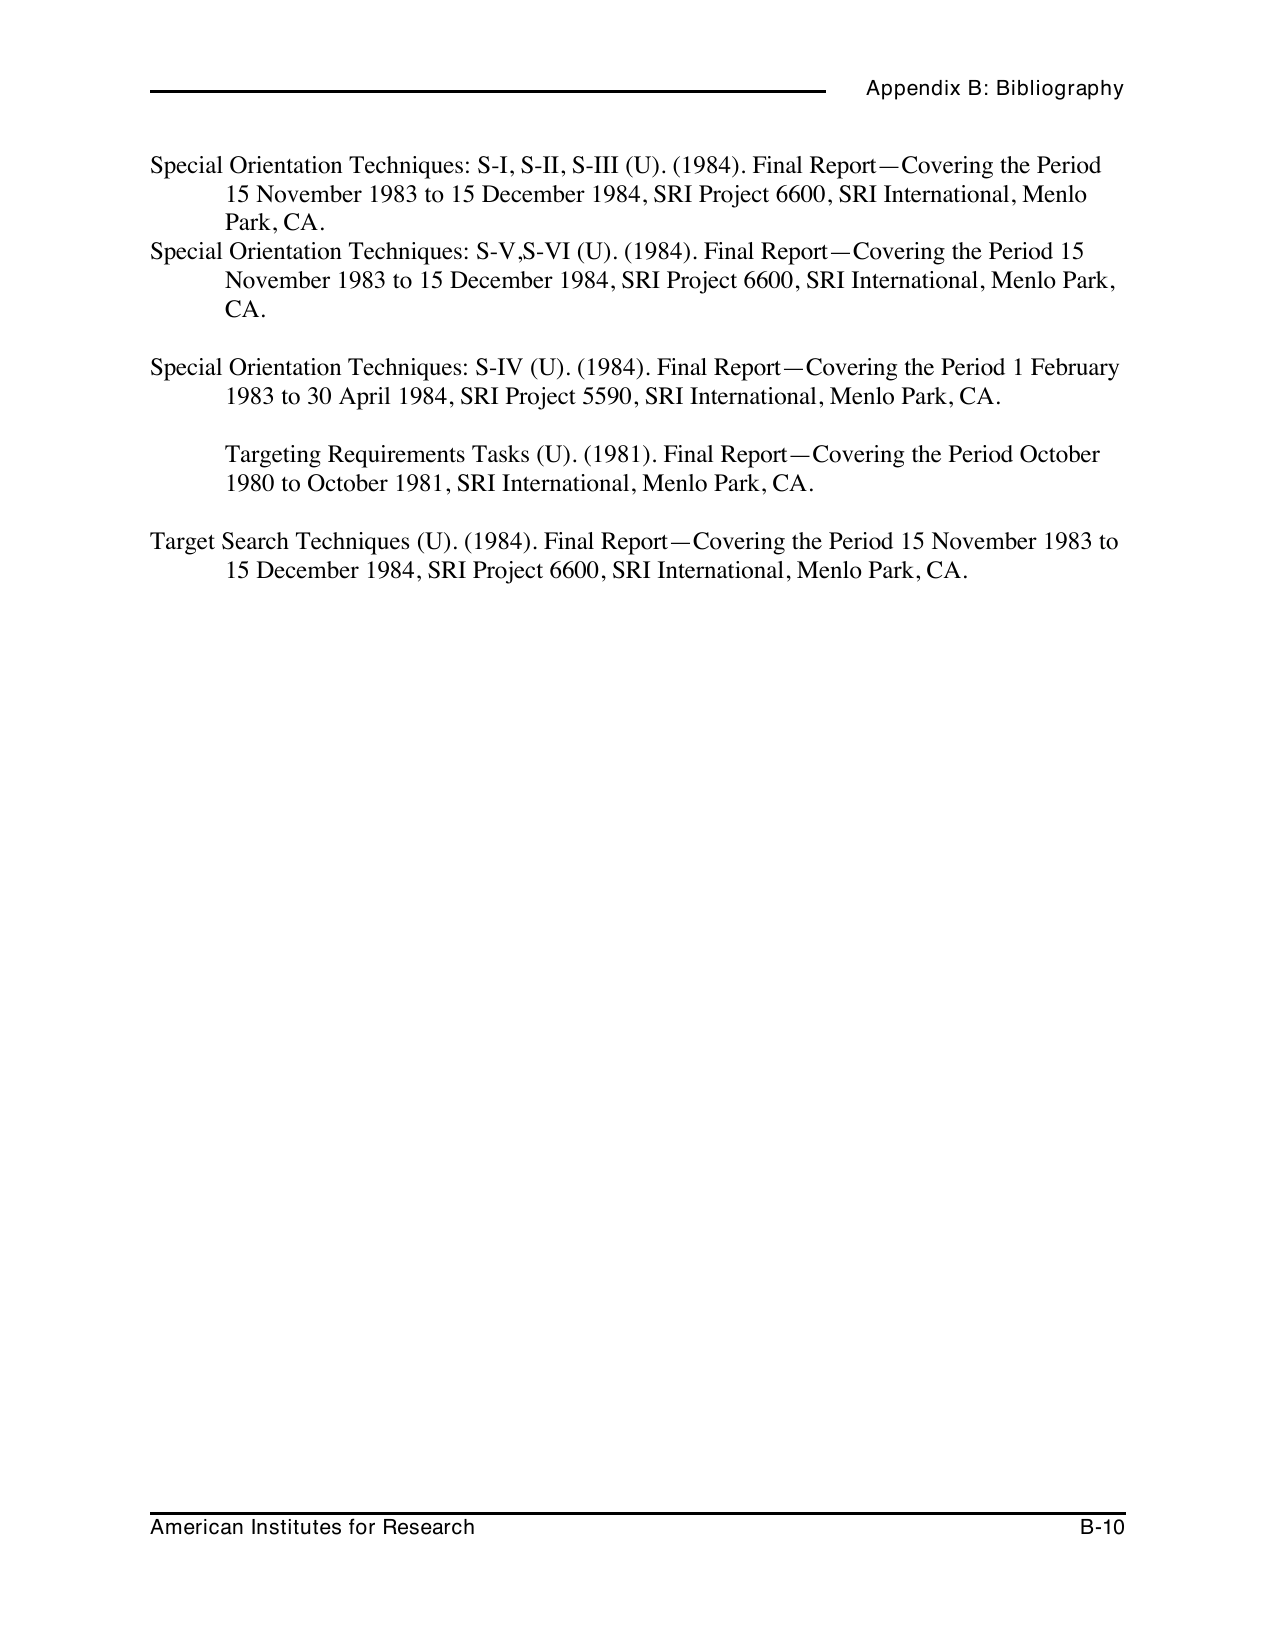 Appendix B: Bibliography
Special Orientation Techniques: S-I, S-II, S-III (U). (1984). Final Report—Covering the Period
15 November 1983 to 15 December 1984, SRI Project 6600, SRI International, Menlo
Park, CA.
Special Orientation Techniques: S-V,S-VI (U). (1984). Final Report—Covering the Period 15
November 1983 to 15 December 1984, SRI Project 6600, SRI International, Menlo Park,
CA.
Special Orientation Techniques: S-IV (U). (1984). Final Report—Covering the Period 1 February
1983 to 30 April 1984, SRI Project 5590, SRI International, Menlo Park, CA.
Targeting Requirements Tasks (U). (1981). Final Report—Covering the Period October
1980 to October 1981, SRI International, Menlo Park, CA.
Target Search Techniques (U). (1984). Final Report—Covering the Period 15 November 1983 to
15 December 1984, SRI Project 6600, SRI International, Menlo Park, CA.
American Institutes for Research B-10